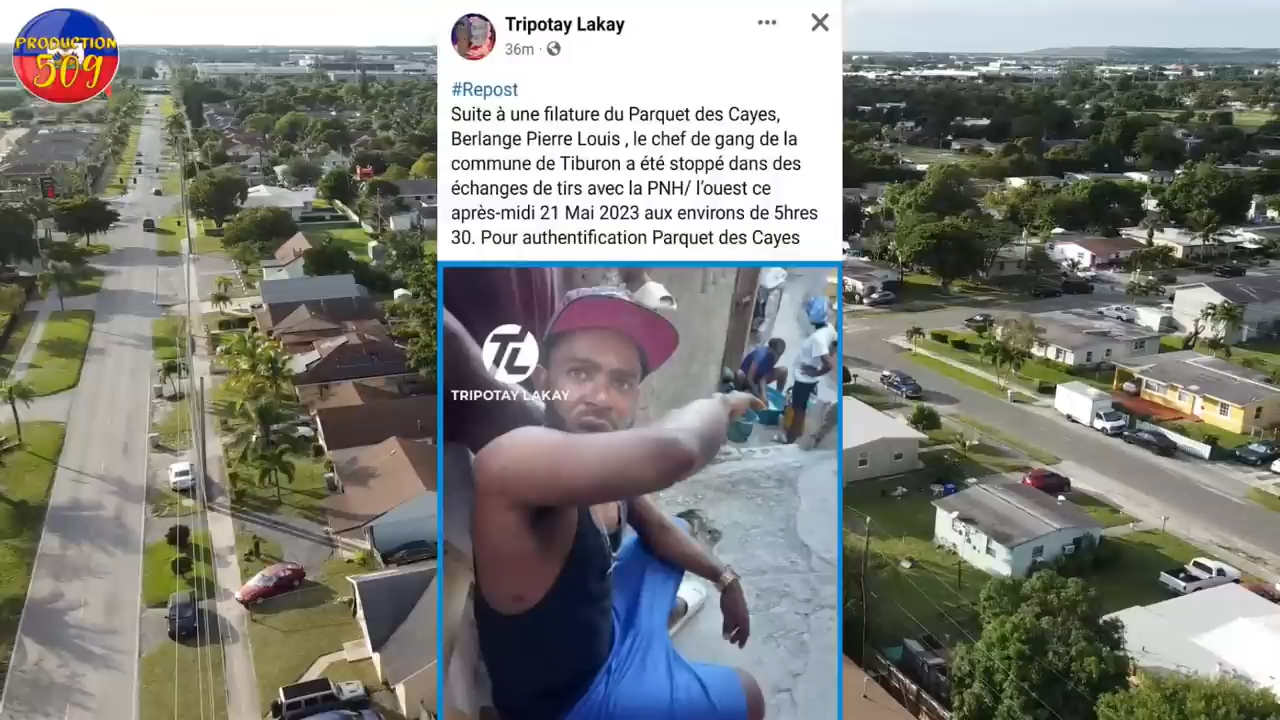 PRODUCTION
509
Tripotay Lakay
36m
#Repost
Suite à une filature du Parquet des Cayes,
Berlange Pierre Louis , le chef de gang de la
commune de Tiburon a été stoppé dans des
échanges de tirs avec la PNH/ l'ouest ce
après-midi 21 Mai 2023 aux environs de 5hres
30. Pour authentification Parquet des Cayes
TL
TRIPOTAY LAKAY